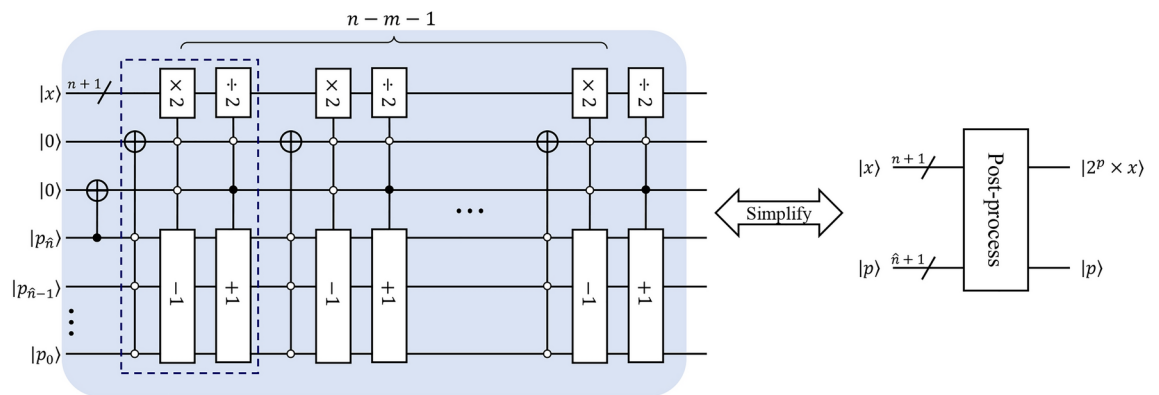 n − m − 1
|x⟩ n + 1 × 2 ÷ 2 × 2 ÷ 2 × 2 ÷ 2
|0⟩
|0⟩
··· Simplify
|p_n̂⟩
|p_{n̂−1}⟩ −1 +1 −1 +1 −1 +1
⋮
|p_0⟩
|x⟩ n + 1 Post-process |2^p × x⟩
|p⟩ n̂ + 1 |p⟩